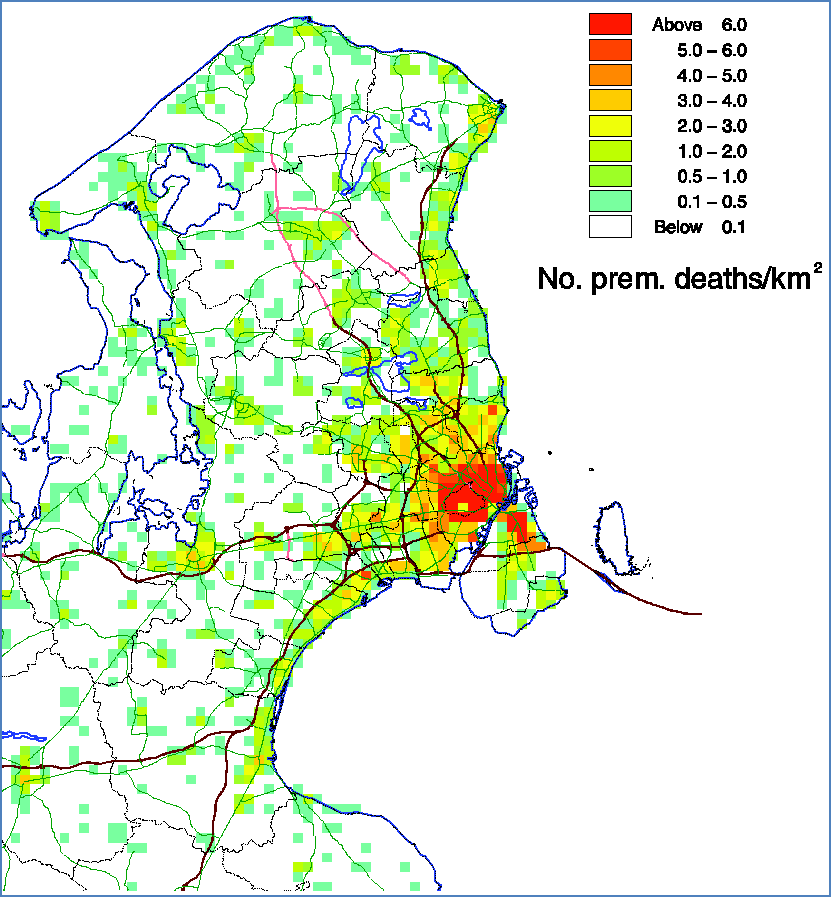 Above 6.0
5.0 – 6.0
4.0 – 5.0
3.0 – 4.0
2.0 – 3.0
1.0 – 2.0
0.5 – 1.0
0.1 – 0.5
Below 0.1
No. prem. deaths/km²